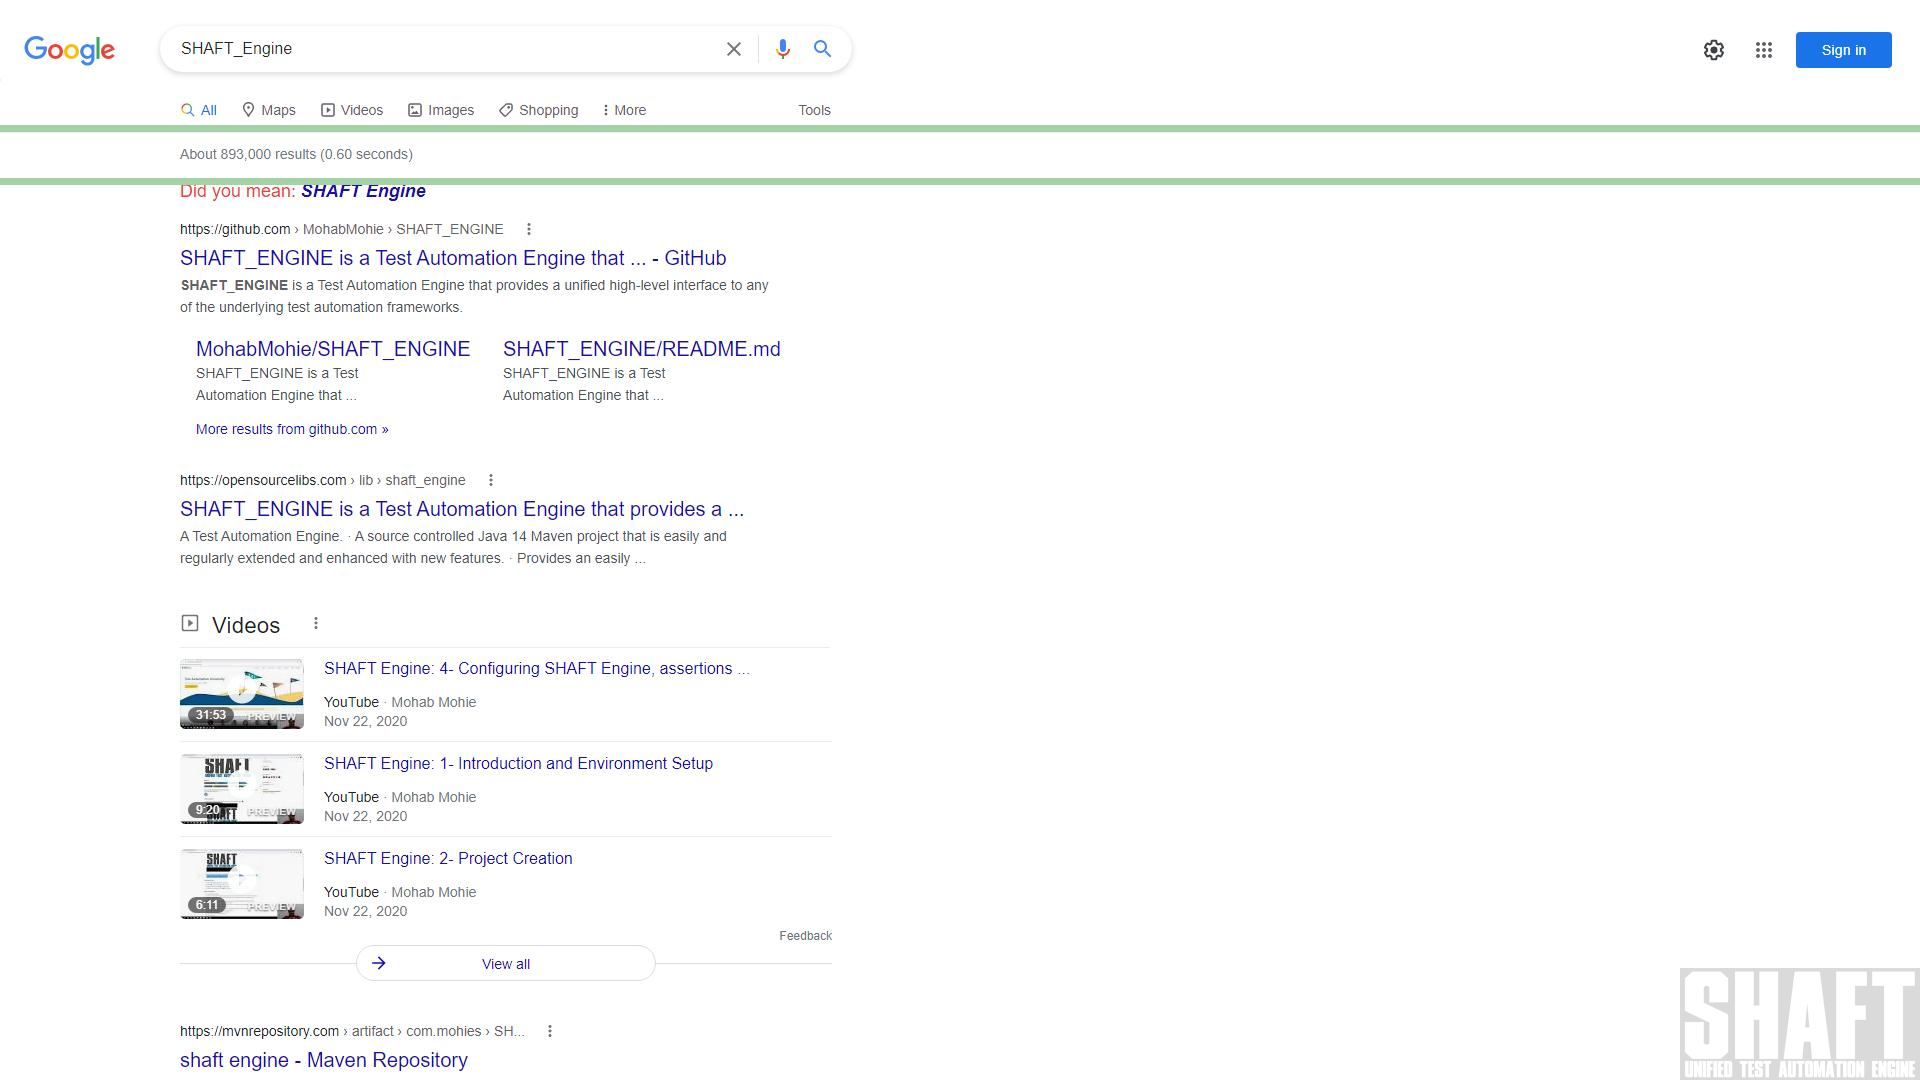 Google
SHAFT_Engine
Sign in
All
Maps
Videos
Images
Shopping
More
Tools
About 893,000 results (0.60 seconds)
Did you mean: SHAFT Engine
https://github.com › MohabMohie › SHAFT_ENGINE
SHAFT_ENGINE is a Test Automation Engine that ... - GitHub
SHAFT_ENGINE is a Test Automation Engine that provides a unified high-level interface to any
of the underlying test automation frameworks.
MohabMohie/SHAFT_ENGINE
SHAFT_ENGINE is a Test
Automation Engine that ...
SHAFT_ENGINE/README.md
SHAFT_ENGINE is a Test
Automation Engine that ...
More results from github.com »
https://opensourcelibs.com › lib › shaft_engine
SHAFT_ENGINE is a Test Automation Engine that provides a ...
A Test Automation Engine. · A source controlled Java 14 Maven project that is easily and
regularly extended and enhanced with new features. · Provides an easily ...
Videos
31:53
PREVIEW
SHAFT Engine: 4- Configuring SHAFT Engine, assertions ...
YouTube · Mohab Mohie
Nov 22, 2020
SHAFT
9:20
PREVIEW
SHAFT
SHAFT Engine: 1- Introduction and Environment Setup
YouTube · Mohab Mohie
Nov 22, 2020
SHAFT
6:11
PREVIEW
SHAFT Engine: 2- Project Creation
YouTube · Mohab Mohie
Nov 22, 2020
Feedback
View all
https://mvnrepository.com › artifact › com.mohies › SH...
shaft engine - Maven Repository
SHAFT
UNIFIED TEST AUTOMATION ENGINE